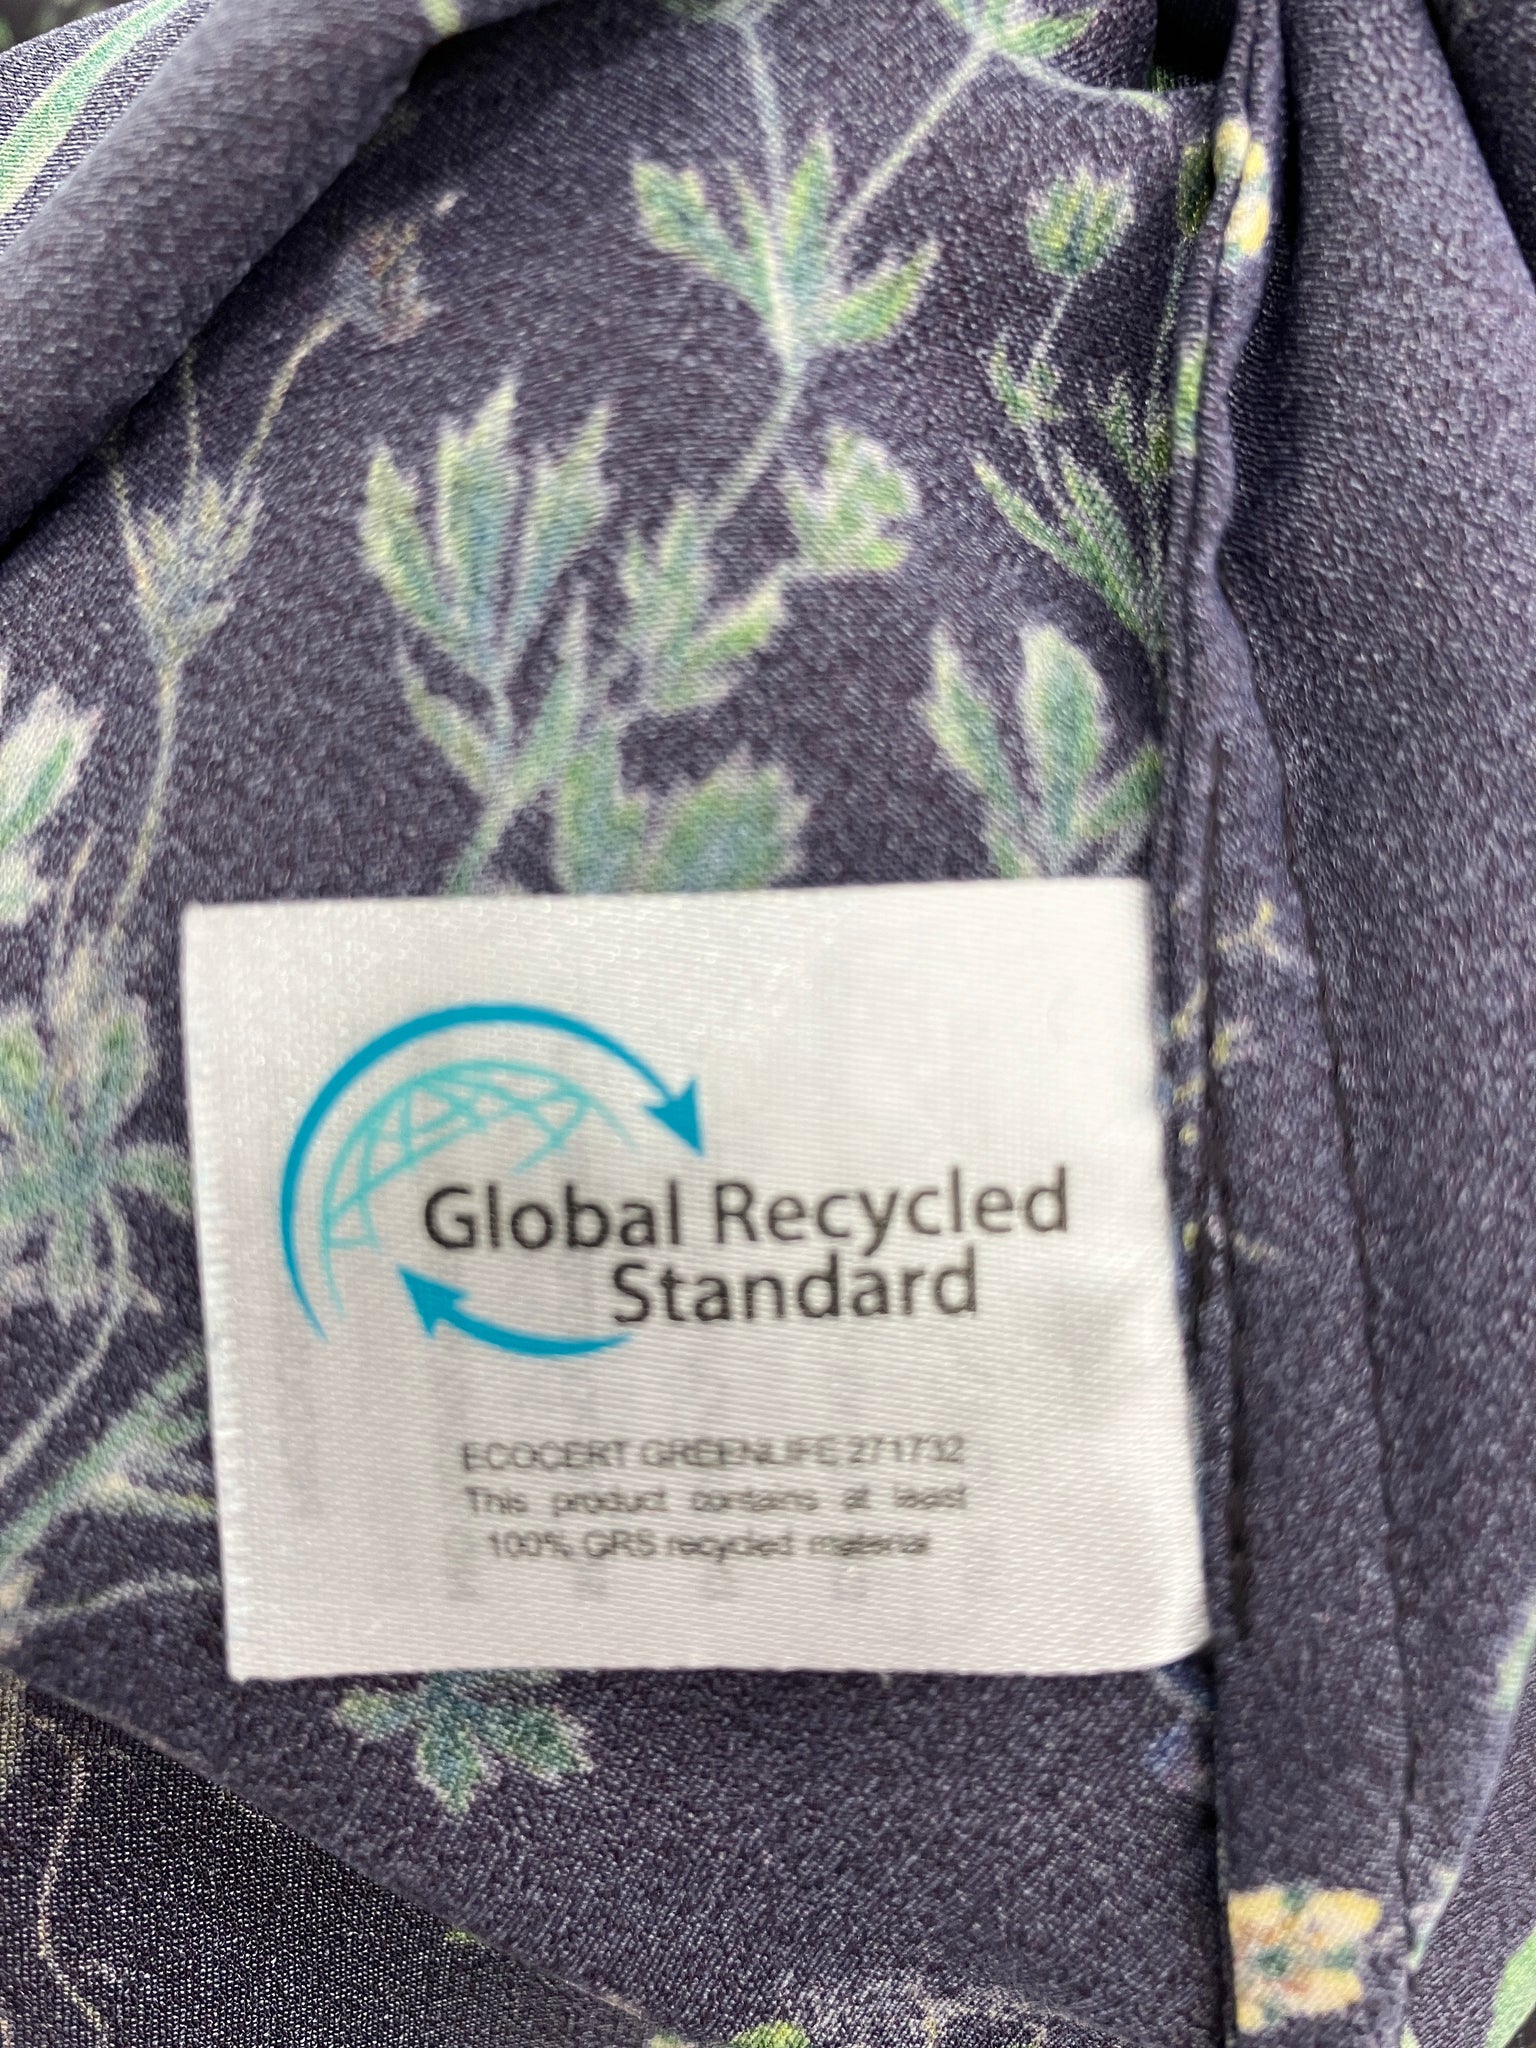 Global Recycled
Standard
ECOCERT GREENLIFE 271732
This product contains at least
100% GRS recycled material